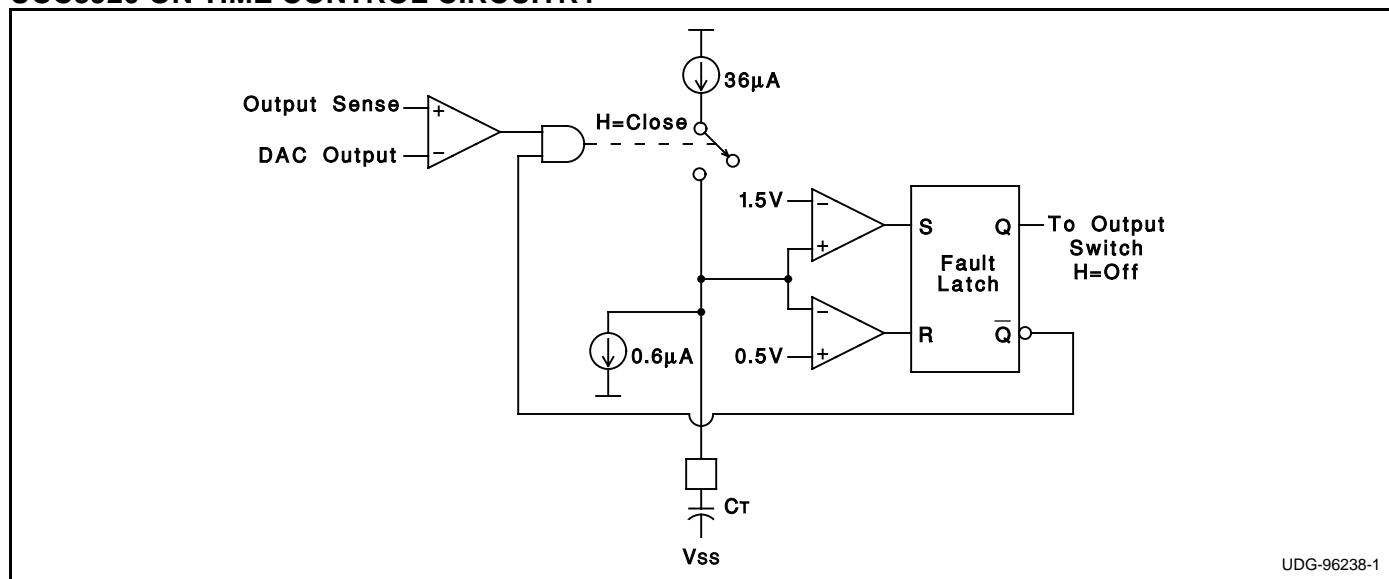 36µA
Output Sense
+
H=Close
DAC Output
−
1.5V
−
+
S
Q
To Output
Switch
H=Off
Fault
Latch
−
0.6µA
0.5V
+
R
Q̅
CT
Vss
UDG-96238-1